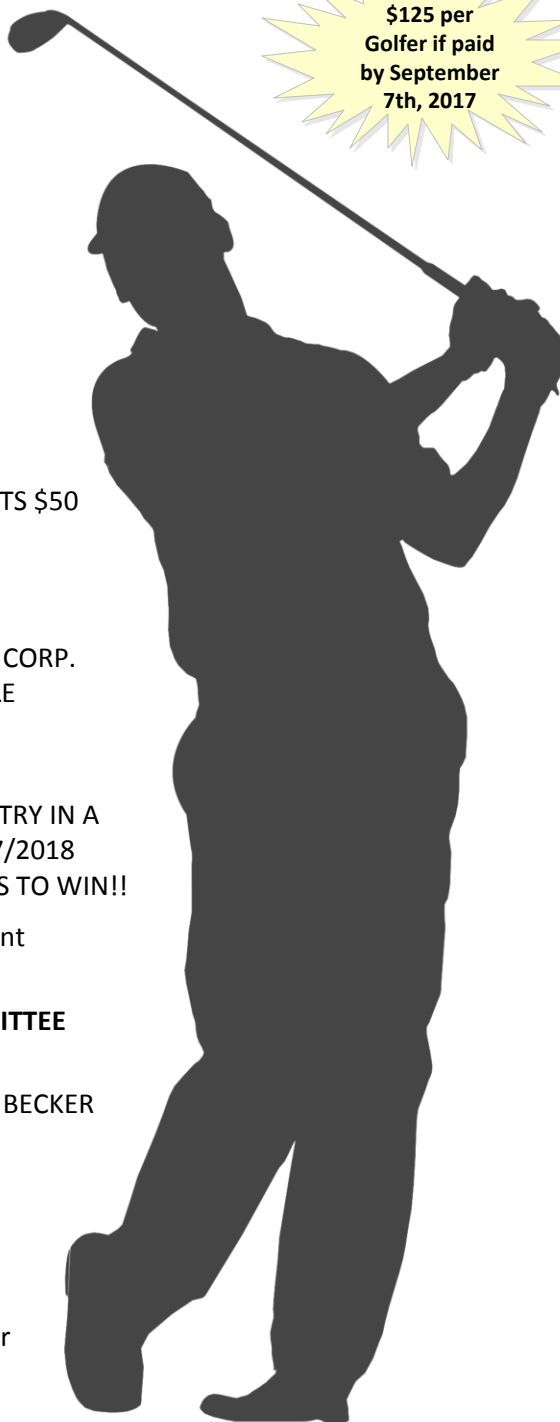 $125 per
Golfer if paid
by September
7th, 2017
TS $50
CORP.
LE
TRY IN A
7/2018
S TO WIN!!
nt
ITTEE
BECKER
r